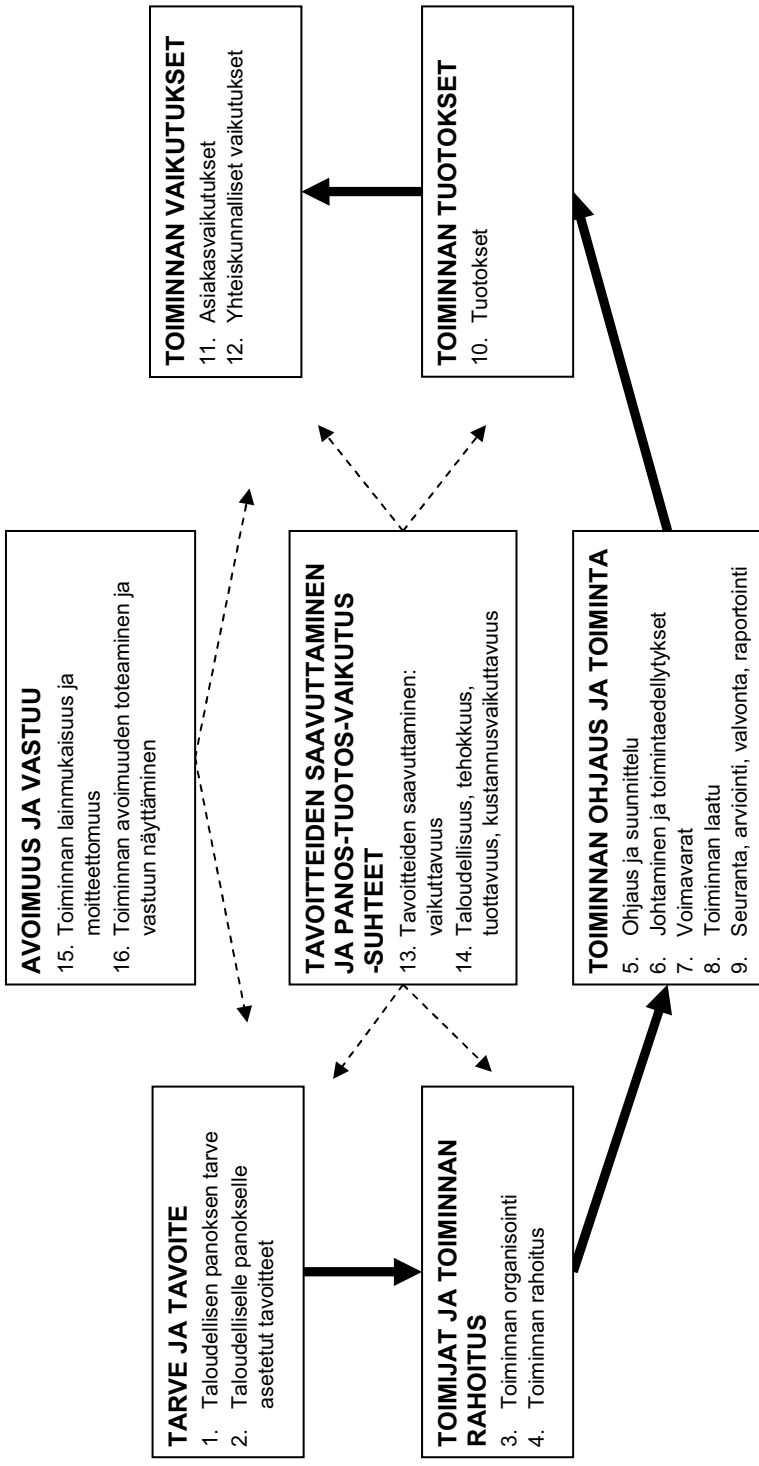 TARVE JA TAVOITE
1. Taloudellisen panoksen tarve
2. Taloudelliselle panokselle
asetetut tavoitteet
TOIMIJAT JA TOIMINNAN
RAHOITUS
3. Toiminnan organisointi
4. Toiminnan rahoitus
TOIMINNAN OHJAUS JA TOIMINTA
5. Ohjaus ja suunnittelu
6. Johtaminen ja toimintaedellytykset
7. Voimavarat
8. Toiminnan laatu
9. Seuranta, arviointi, valvonta, raportointi
TOIMINNAN TUOTOKSET
10. Tuotokset
TOIMINNAN VAIKUTUKSET
11. Asiakasvaikutukset
12. Yhteiskunnalliset vaikutukset
TAVOITTEIDEN SAAVUTTAMINEN
JA PANOS-TUOTOS-VAIKUTUS
-SUHTEET
13. Tavoitteiden saavuttaminen:
vaikuttavuus
14. Taloudellisuus, tehokkuus,
tuottavuus, kustannusvaikuttavuus
AVOIMUUS JA VASTUU
15. Toiminnan lainmukaisuus ja
moitteettomuus
16. Toiminnan avoimuuden toteaminen ja
vastuun näyttäminen